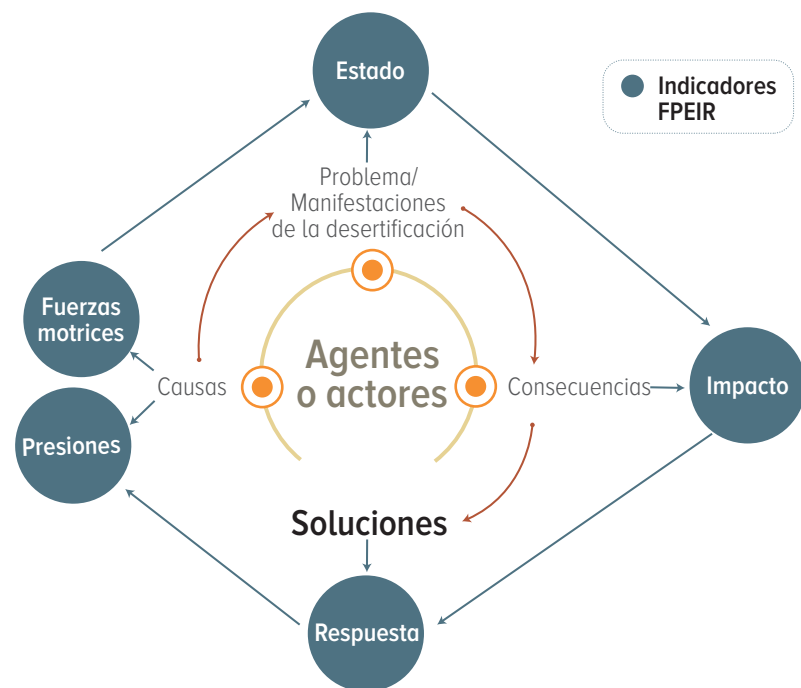 Estado
Indicadores
FPEIR
Problema/
Manifestaciones
de la desertificación
Fuerzas
motrices
Agentes
o actores
Causas
Consecuencias
Impacto
Presiones
Soluciones
Respuesta